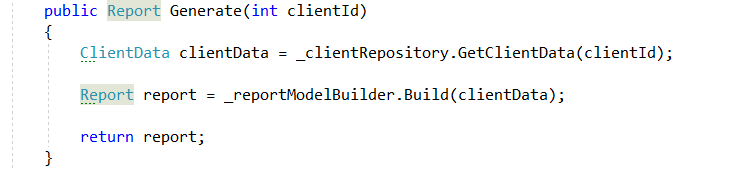 public Report Generate(int clientId)
{
ClientData clientData = _clientRepository.GetClientData(clientId);
Report report = _reportModelBuilder.Build(clientData);
return report;
}